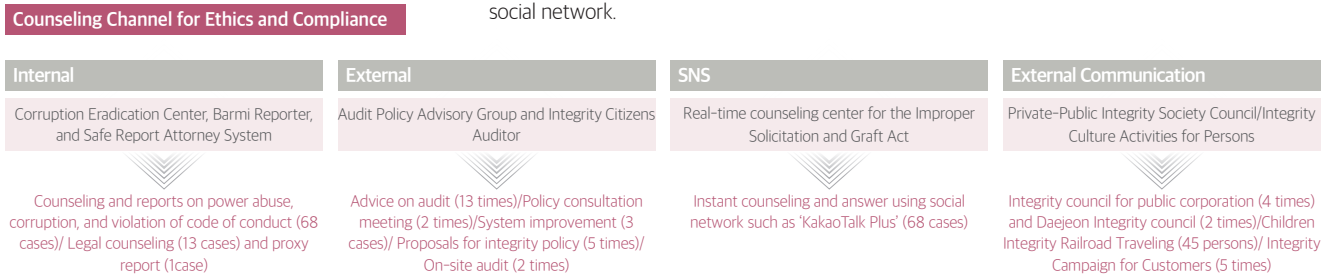 social network.
Counseling Channel for Ethics and Compliance
Internal
Corruption Eradication Center, Barmi Reporter,
and Safe Report Attorney System
Counseling and reports on power abuse,
corruption, and violation of code of conduct (68
cases)/ Legal counseling (13 cases) and proxy
report (1case)
External
Audit Policy Advisory Group and Integrity Citizens
Auditor
Advice on audit (13 times)/Policy consultation
meeting (2 times)/System improvement (3
cases)/ Proposals for integrity policy (5 times)/
On-site audit (2 times)
SNS
Real-time counseling center for the Improper
Solicitation and Graft Act
Instant counseling and answer using social
network such as ‘KakaoTalk Plus’ (68 cases)
External Communication
Private-Public Integrity Society Council/Integrity
Culture Activities for Persons
Integrity council for public corporation (4 times)
and Daejeon Integrity council (2 times)/Children
Integrity Railroad Traveling (45 persons)/ Integrity
Campaign for Customers (5 times)